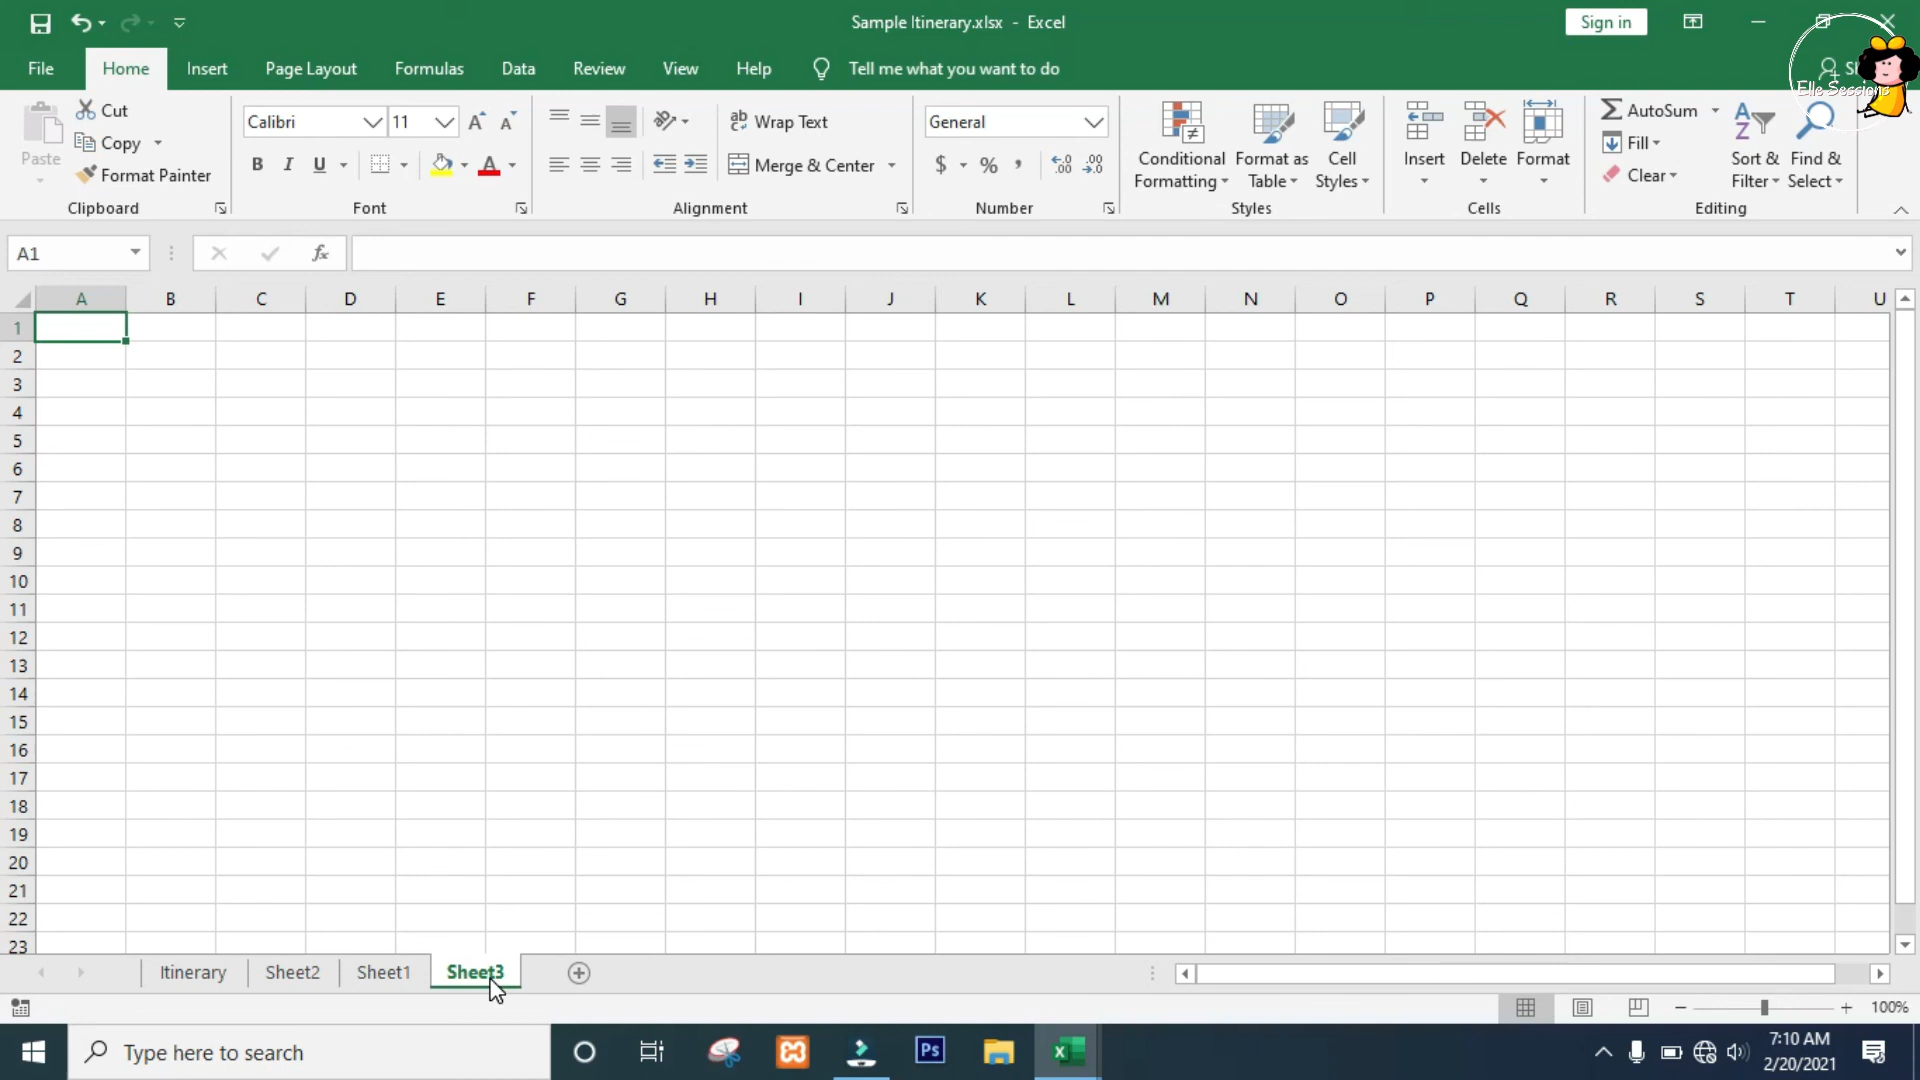 Sample Itinerary.xlsx - Excel
Sign in
File Home Insert Page Layout Formulas Data Review View Help Tell me what you want to do
Elle Sessions
Paste
Cut
Copy
Format Painter
Clipboard
Calibri 11
B I U
Font
Wrap Text
Merge & Center
Alignment
General
$ % ,
Number
Conditional Formatting
Format as Table
Cell Styles
Styles
Insert Delete Format
Cells
AutoSum
Fill
Clear
Sort & Filter
Find & Select
Editing
A1
fx
A B C D E F G H I J K L M N O P Q R S T U
1
2
3
4
5
6
7
8
9
10
11
12
13
14
15
16
17
18
19
20
21
22
23
Itinerary Sheet2 Sheet1 Sheet3
100%
Type here to search
Ps
7:10 AM
2/20/2021